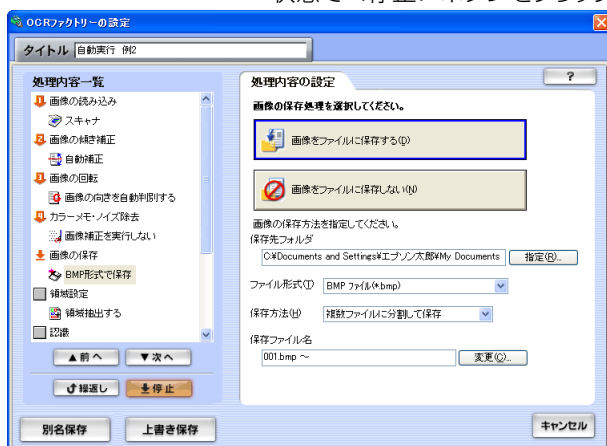 OCRファクトリーの設定
タイトル 自動実行 例2
処理内容一覧
1 画像の読み込み
スキャナ
2 画像の傾き補正
自動補正
3 画像の回転
画像の向きを自動判別する
4 カラーメモ・ノイズ除去
画像補正を実行しない
画像の保存
BMP形式で保存
領域設定
領域抽出する
認識
▲前へ ▼次へ
繰返し 停止
処理内容の設定 ?
画像の保存処理を選択してください。
画像をファイルに保存する(D)
画像をファイルに保存しない(N)
画像の保存方法を指定してください。
保存先フォルダ
C:¥Documents and Settings¥エプソン太郎¥My Documents 指定(R)...
ファイル形式(T) BMP ファイル(*.bmp)
保存方法(H) 複数ファイルに分割して保存
保存ファイル名
001.bmp ～ 変更(C)...
別名保存 上書き保存 キャンセル